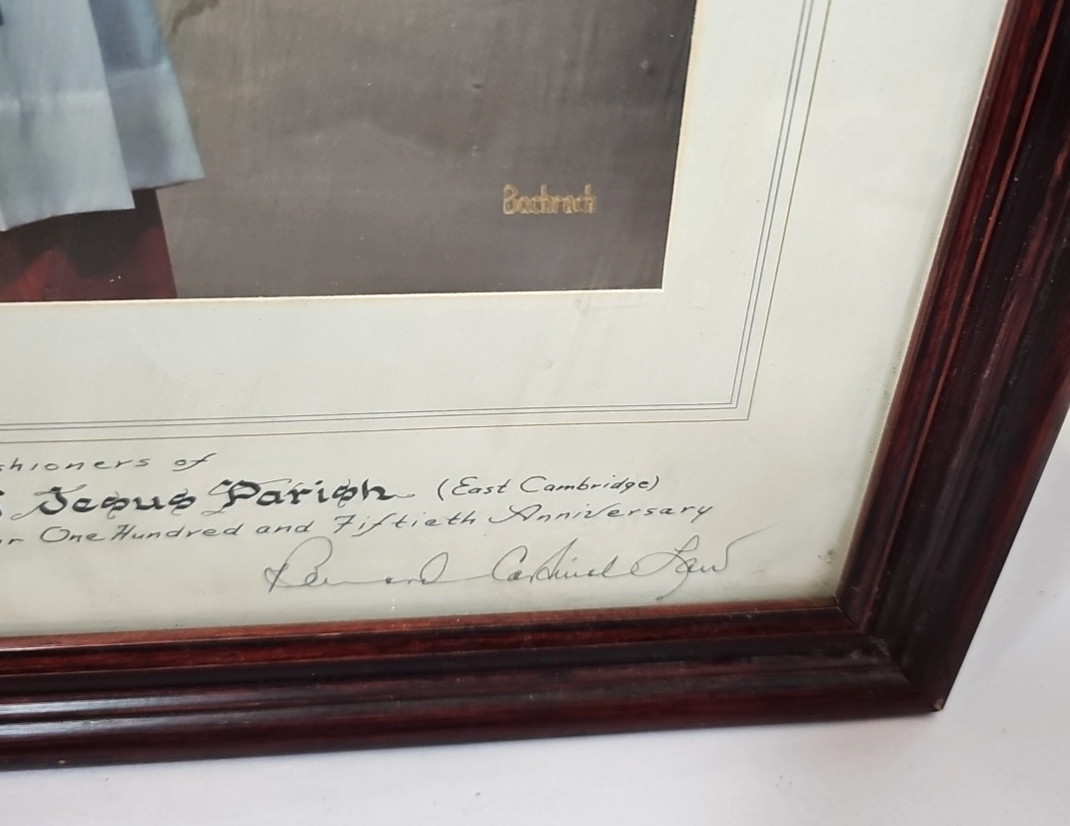 Bachrach
shioners of
Jesus Parish (East Cambridge)
r One Hundred and Fiftieth Anniversary
Bernard Cardinal Law